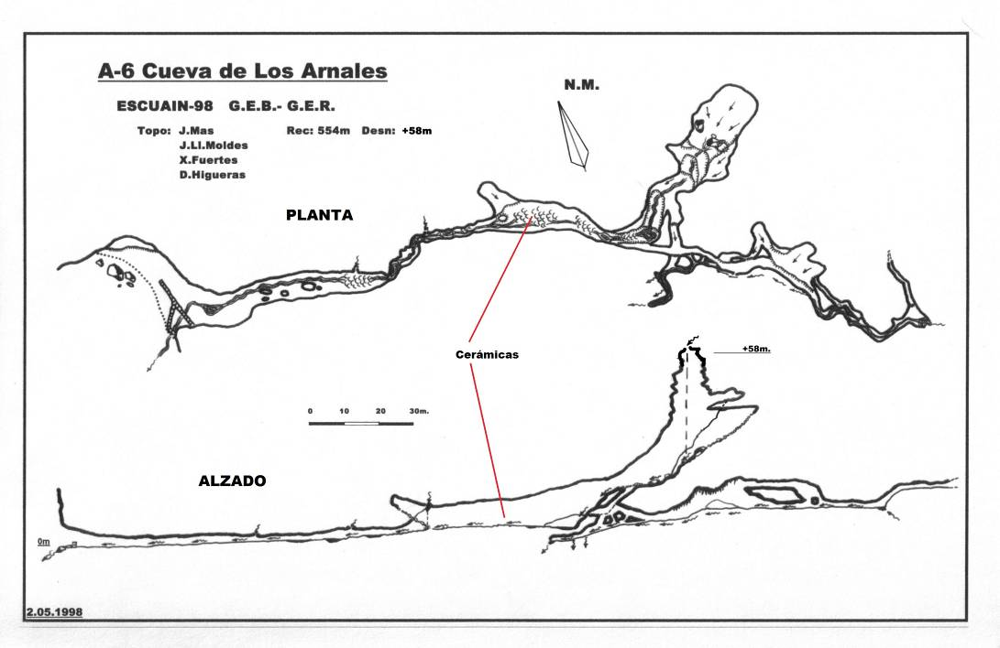 A-6 Cueva de Los Arnales
ESCUAIN-98 G.E.B.- G.E.R.
Topo: J.Mas Rec: 554m Desn: +58m
J.Ll.Moldes
X.Fuertes
D.Higueras
N.M.
PLANTA
Cerámicas
+58m.
0 10 20 30m.
ALZADO
0m
2.05.1998